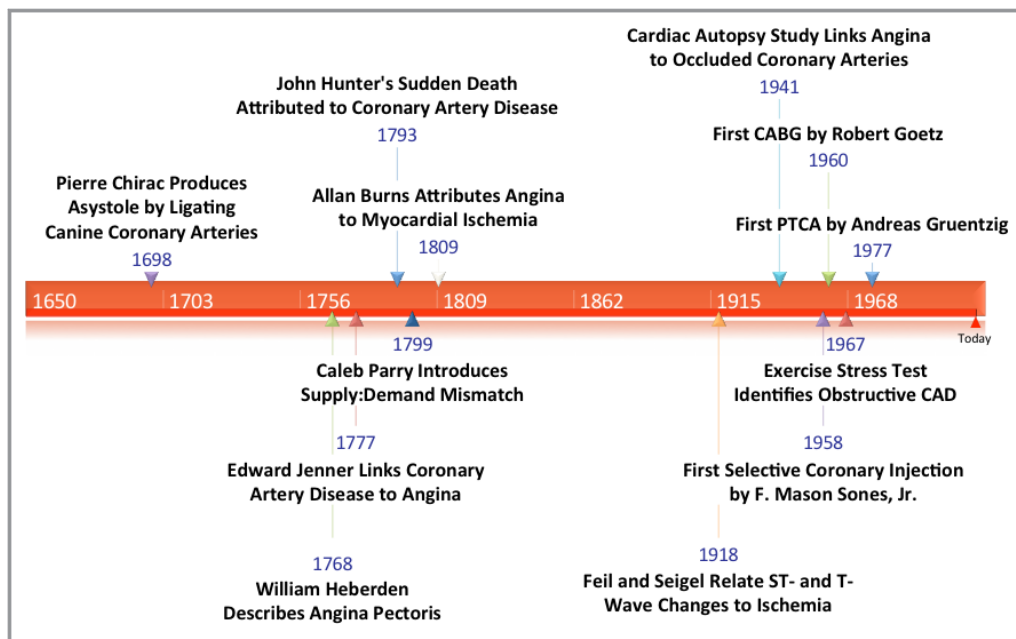 Cardiac Autopsy Study Links Angina
to Occluded Coronary Arteries
1941
John Hunter's Sudden Death
Attributed to Coronary Artery Disease
1793
First CABG by Robert Goetz
1960
Pierre Chirac Produces
Asystole by Ligating
Canine Coronary Arteries
1698
Allan Burns Attributes Angina
to Myocardial Ischemia
1809
First PTCA by Andreas Gruentzig
1977
1650 1703 1756 1809 1862 1915 1968
Today
1799
Caleb Parry Introduces
Supply:Demand Mismatch
1967
Exercise Stress Test
Identifies Obstructive CAD
1777
Edward Jenner Links Coronary
Artery Disease to Angina
1958
First Selective Coronary Injection
by F. Mason Sones, Jr.
1768
William Heberden
Describes Angina Pectoris
1918
Feil and Seigel Relate ST- and T-
Wave Changes to Ischemia